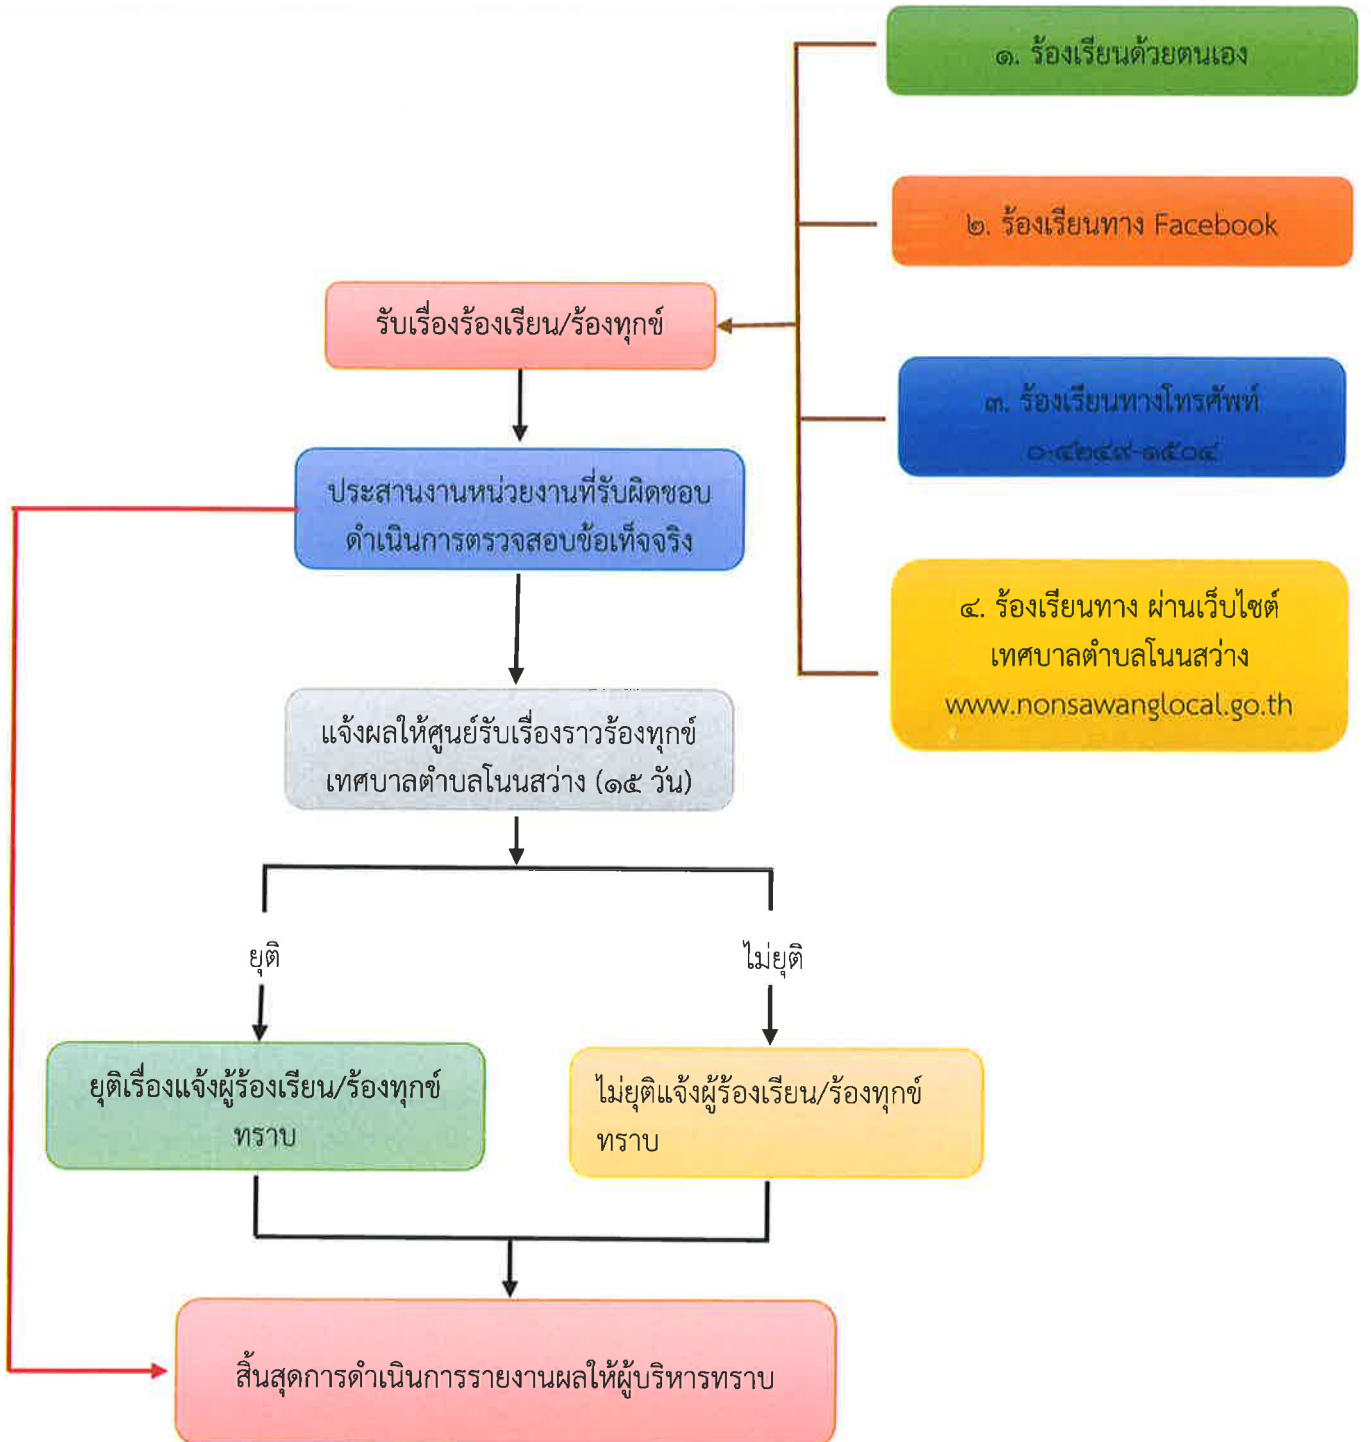 ๑. ร้องเรียนด้วยตนเอง
๒. ร้องเรียนทาง Facebook
รับเรื่องร้องเรียน/ร้องทุกข์
๓. ร้องเรียนทางโทรศัพท์
๐-๔๒๔๙-๑๕๐๔
ประสานงานหน่วยงานที่รับผิดชอบ
ดำเนินการตรวจสอบข้อเท็จจริง
๔. ร้องเรียนทาง ผ่านเว็บไซต์
เทศบาลตำบลโนนสว่าง
www.nonsawanglocal.go.th
แจ้งผลให้ศูนย์รับเรื่องราวร้องทุกข์
เทศบาลตำบลโนนสว่าง (๑๕ วัน)
ยุติ
ไม่ยุติ
ยุติเรื่องแจ้งผู้ร้องเรียน/ร้องทุกข์
ทราบ
ไม่ยุติแจ้งผู้ร้องเรียน/ร้องทุกข์
ทราบ
สิ้นสุดการดำเนินการรายงานผลให้ผู้บริหารทราบ